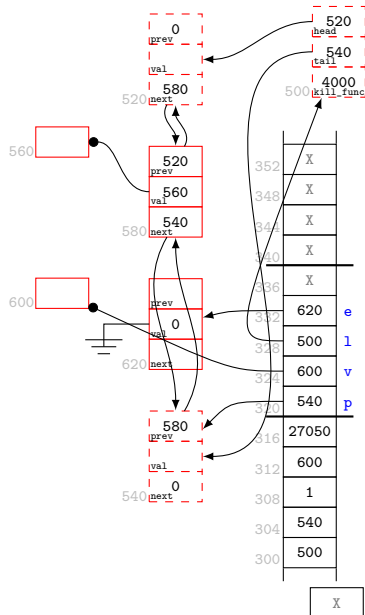 0
prev
val
580
520
next
520
head
540
tail
4000
500
kill_func
560
520
prev
560
val
540
580
next
600
prev
0
val
620
next
580
prev
val
0
540
next
352
X
348
X
344
X
340
X
336
X
332
620
e
328
500
l
324
600
v
320
540
p
316
27050
312
600
308
1
304
540
300
500
X